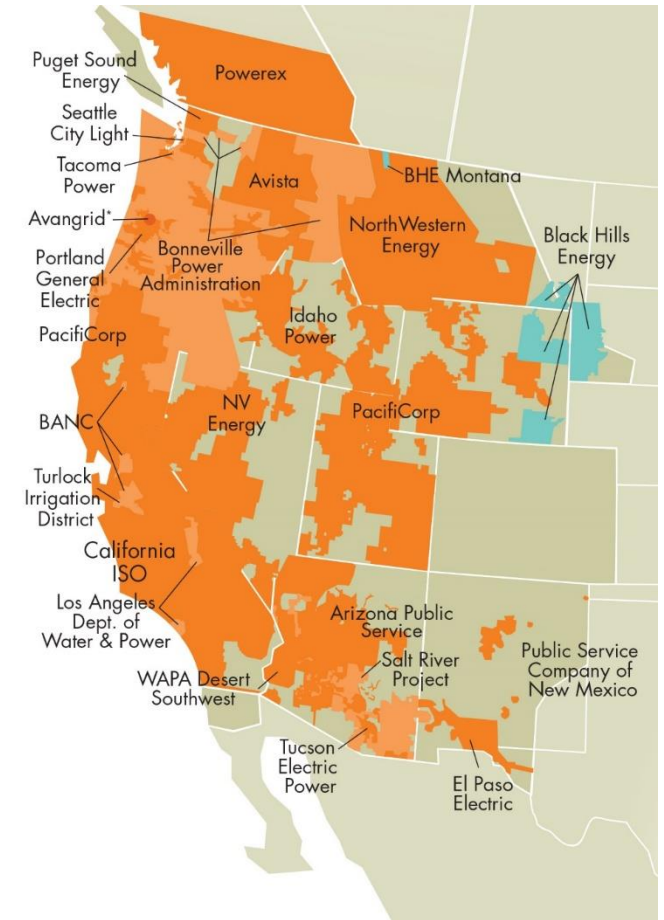 Powerex
Puget Sound
Energy
Seattle
City Light
Tacoma
Power
Avista
BHE Montana
Avangrid*
NorthWestern
Energy
Black Hills
Energy
Bonneville
Power
Administration
Portland
General
Electric
Idaho
Power
PacifiCorp
NV
Energy
PacifiCorp
BANC
Turlock
Irrigation
District
California
ISO
Los Angeles
Dept. of
Water & Power
Arizona Public
Service
Salt River
Project
Public Service
Company of
New Mexico
WAPA Desert
Southwest
Tucson
Electric
Power
El Paso
Electric